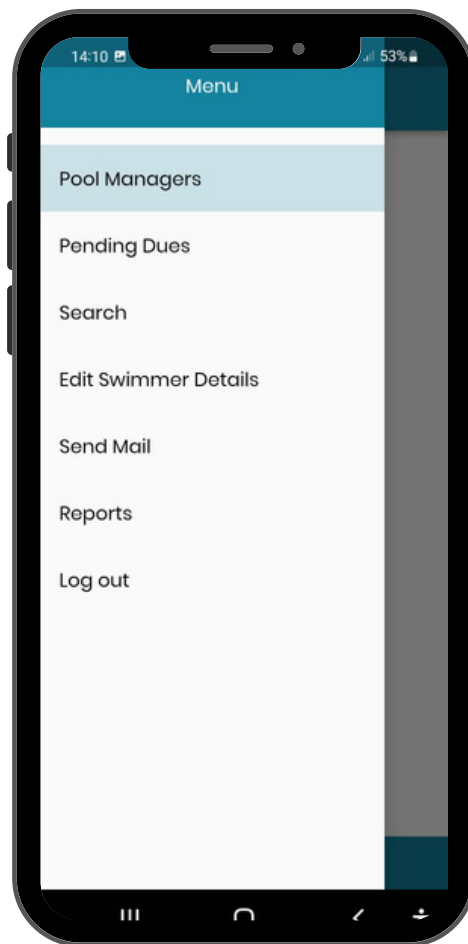 14:10 53%
Menu
Pool Managers
Pending Dues
Search
Edit Swimmer Details
Send Mail
Reports
Log out